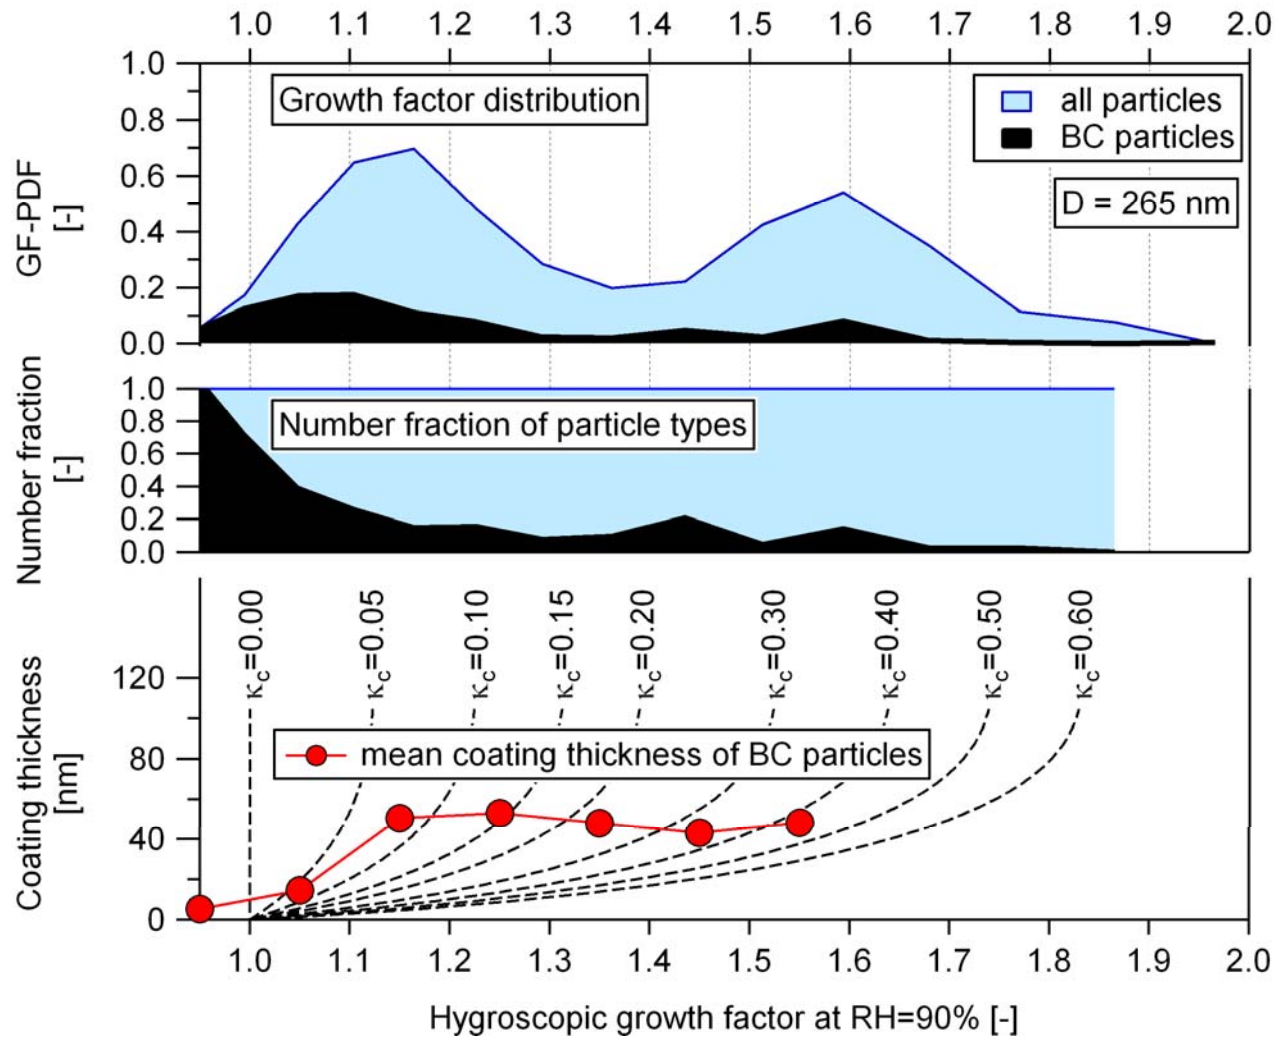 1.0 1.1 1.2 1.3 1.4 1.5 1.6 1.7 1.8 1.9 2.0
GF-PDF
[-]
1.0
0.8
0.6
0.4
0.2
0.0
Growth factor distribution
all particles
BC particles
D = 265 nm
Number fraction
[-]
1.0
0.8
0.6
0.4
0.2
0.0
Number fraction of particle types
Coating thickness
[nm]
120
80
40
0
κc=0.00
κc=0.05
κc=0.10
κc=0.15
κc=0.20
κc=0.30
κc=0.40
κc=0.50
κc=0.60
mean coating thickness of BC particles
1.0 1.1 1.2 1.3 1.4 1.5 1.6 1.7 1.8 1.9 2.0
Hygroscopic growth factor at RH=90% [-]